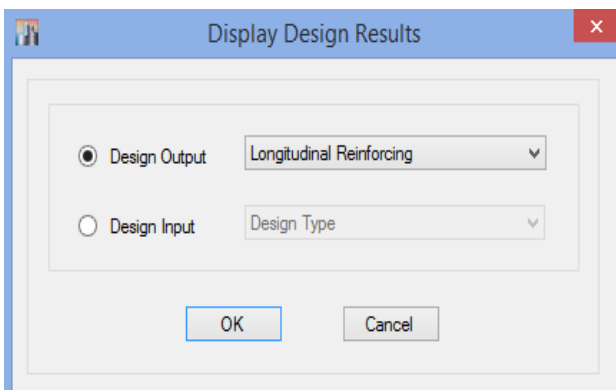 Display Design Results
Design Output Longitudinal Reinforcing
Design Input Design Type
OK Cancel